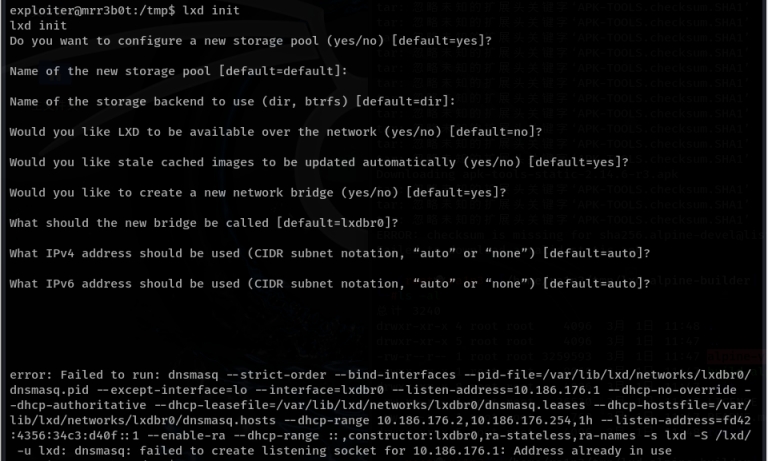 exploiter@mrr3b0t:/tmp$ lxd init
lxd init
Do you want to configure a new storage pool (yes/no) [default=yes]?
Name of the new storage pool [default=default]:
Name of the storage backend to use (dir, btrfs) [default=dir]:
Would you like LXD to be available over the network (yes/no) [default=no]?
Would you like stale cached images to be updated automatically (yes/no) [default=yes]?
Would you like to create a new network bridge (yes/no) [default=yes]?
What should the new bridge be called [default=lxdbr0]?
What IPv4 address should be used (CIDR subnet notation, “auto” or “none”) [default=auto]?
What IPv6 address should be used (CIDR subnet notation, “auto” or “none”) [default=auto]?
error: Failed to run: dnsmasq --strict-order --bind-interfaces --pid-file=/var/lib/lxd/networks/lxdbr0/
dnsmasq.pid --except-interface=lo --interface=lxdbr0 --listen-address=10.186.176.1 --dhcp-no-override -
-dhcp-authoritative --dhcp-leasefile=/var/lib/lxd/networks/lxdbr0/dnsmasq.leases --dhcp-hostsfile=/var/
lib/lxd/networks/lxdbr0/dnsmasq.hosts --dhcp-range 10.186.176.2,10.186.176.254,1h --listen-address=fd42
:4356:34c3:d40f::1 --enable-ra --dhcp-range ::,constructor:lxdbr0,ra-stateless,ra-names -s lxd -S /lxd/
-u lxd: dnsmasq: failed to create listening socket for 10.186.176.1: Address already in use